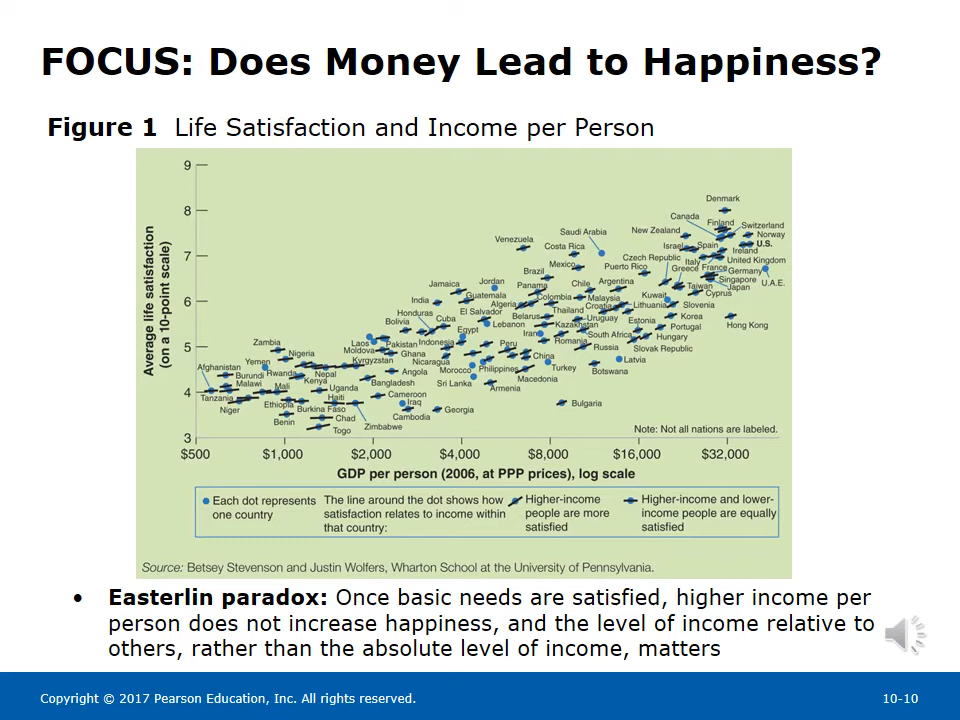 FOCUS: Does Money Lead to Happiness?
Figure 1 Life Satisfaction and Income per Person
Average life satisfaction
(on a 10-point scale)
9
8
7
6
5
4
3
Denmark
Canada
Finland
Switzerland
Norway
New Zealand
Saudi Arabia
Venezuela
Costa Rica
Israel
Spain
U.S.
Ireland
Mexico
Czech Republic
Italy
France
United Kingdom
Puerto Rico
Greece
Germany
Brazil
Singapore
Jamaica
Jordan
Panama
Chile
Argentina
Taiwan
Japan
U.A.E.
India
Guatemala
Colombia
Malaysia
Kuwait
Cyprus
Algeria
Croatia
Lithuania
Slovenia
Honduras
El Salvador
Thailand
Bolivia
Cuba
Belarus
Uruguay
Estonia
Korea
Lebanon
Kazakhstan
Portugal
Hong Kong
Egypt
Iran
South Africa
Hungary
Zambia
Laos
Pakistan
Indonesia
Peru
Romania
Russia
Slovak Republic
Nigeria
Moldova
Ghana
Nicaragua
China
Latvia
Yemen
Kyrgyzstan
Afghanistan
Burundi
Rwanda
Nepal
Angola
Morocco
Philippines
Turkey
Botswana
Malawi
Mali
Kenya
Uganda
Bangladesh
Sri Lanka
Armenia
Macedonia
Tanzania
Ethiopia
Haiti
Cameroon
Iraq
Niger
Burkina Faso
Cambodia
Georgia
Bulgaria
Benin
Chad
Togo
Zimbabwe
Note: Not all nations are labeled.
$500 $1,000 $2,000 $4,000 $8,000 $16,000 $32,000
GDP per person (2006, at PPP prices), log scale
Each dot represents
one country
The line around the dot shows how
satisfaction relates to income within
that country:
Higher-income
people are more
satisfied
Higher-income and lower-
income people are equally
satisfied
Source: Betsey Stevenson and Justin Wolfers, Wharton School at the University of Pennsylvania.
• Easterlin paradox: Once basic needs are satisfied, higher income per
person does not increase happiness, and the level of income relative to
others, rather than the absolute level of income, matters
Copyright © 2017 Pearson Education, Inc. All rights reserved.
10-10